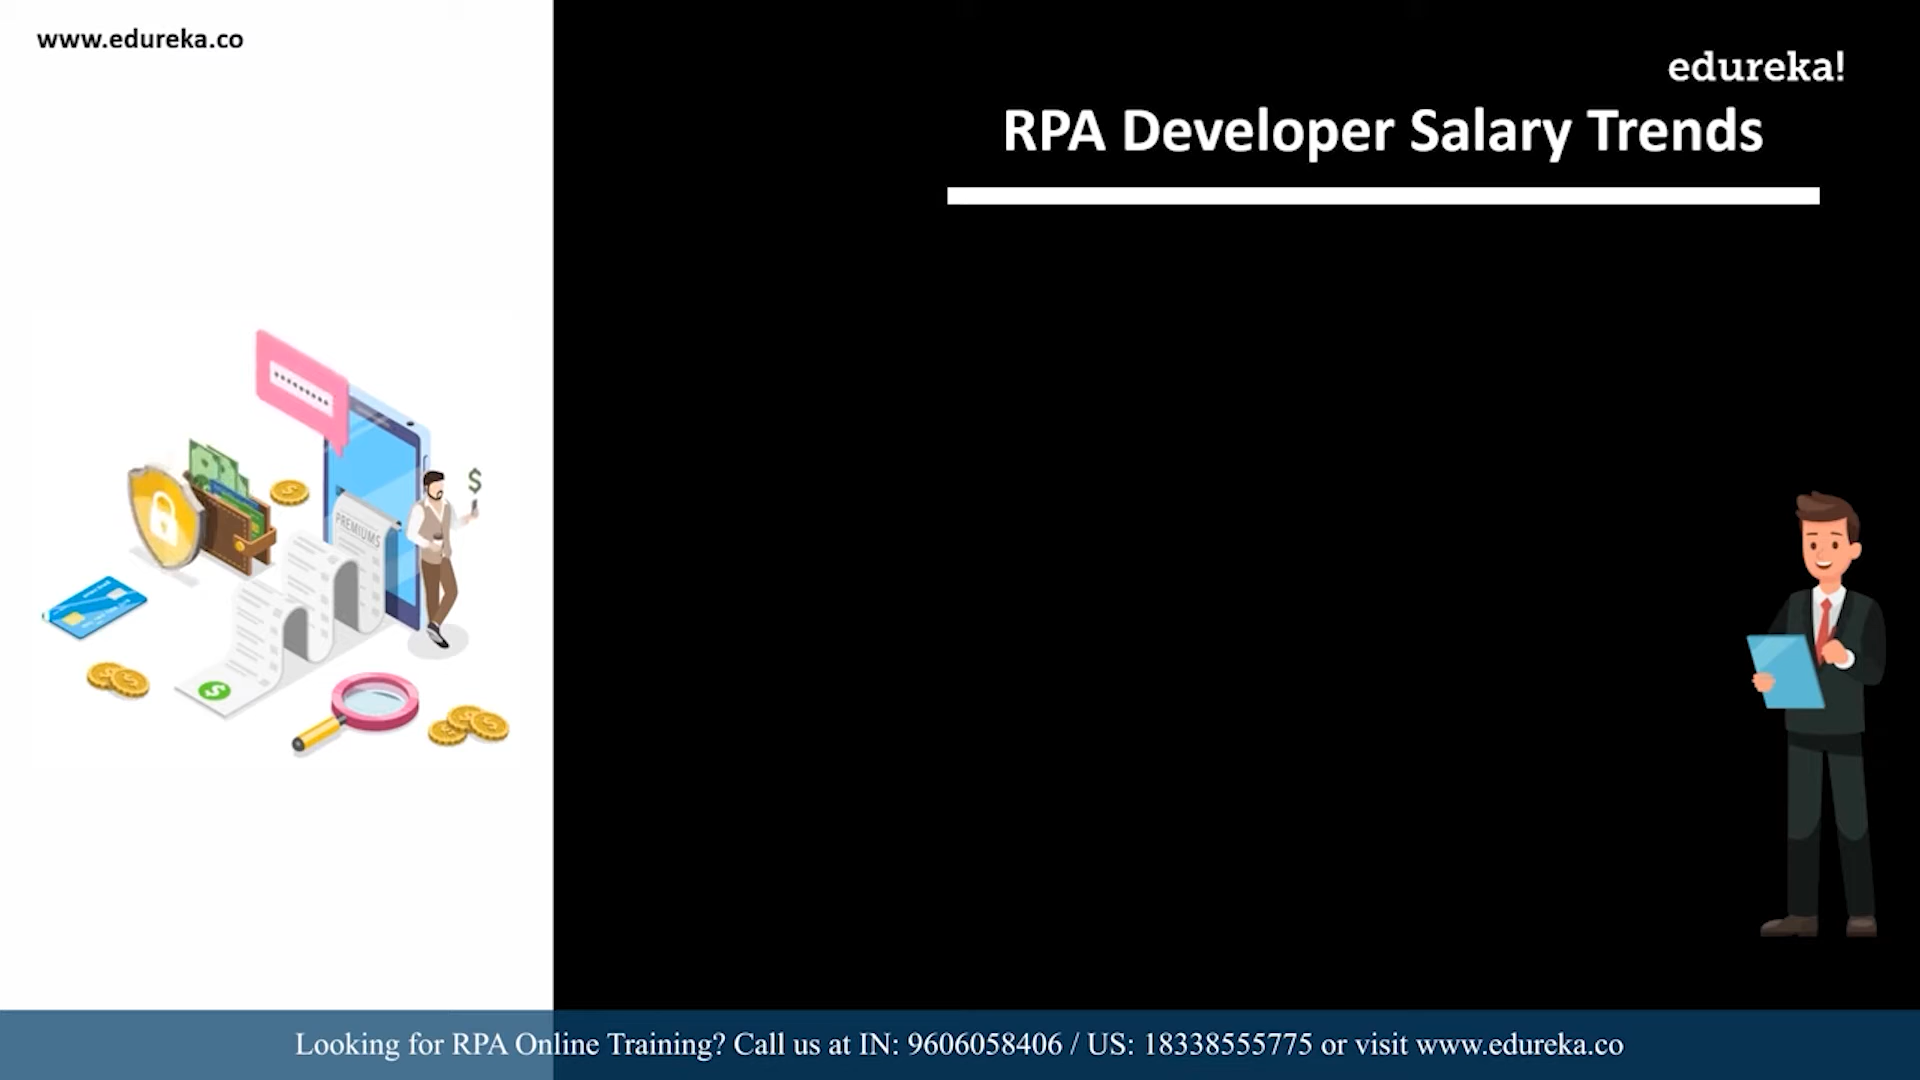 www.edureka.co
edureka!
RPA Developer Salary Trends
PREMIUMS
Looking for RPA Online Training? Call us at IN: 9606058406 / US: 18338555775 or visit www.edureka.co